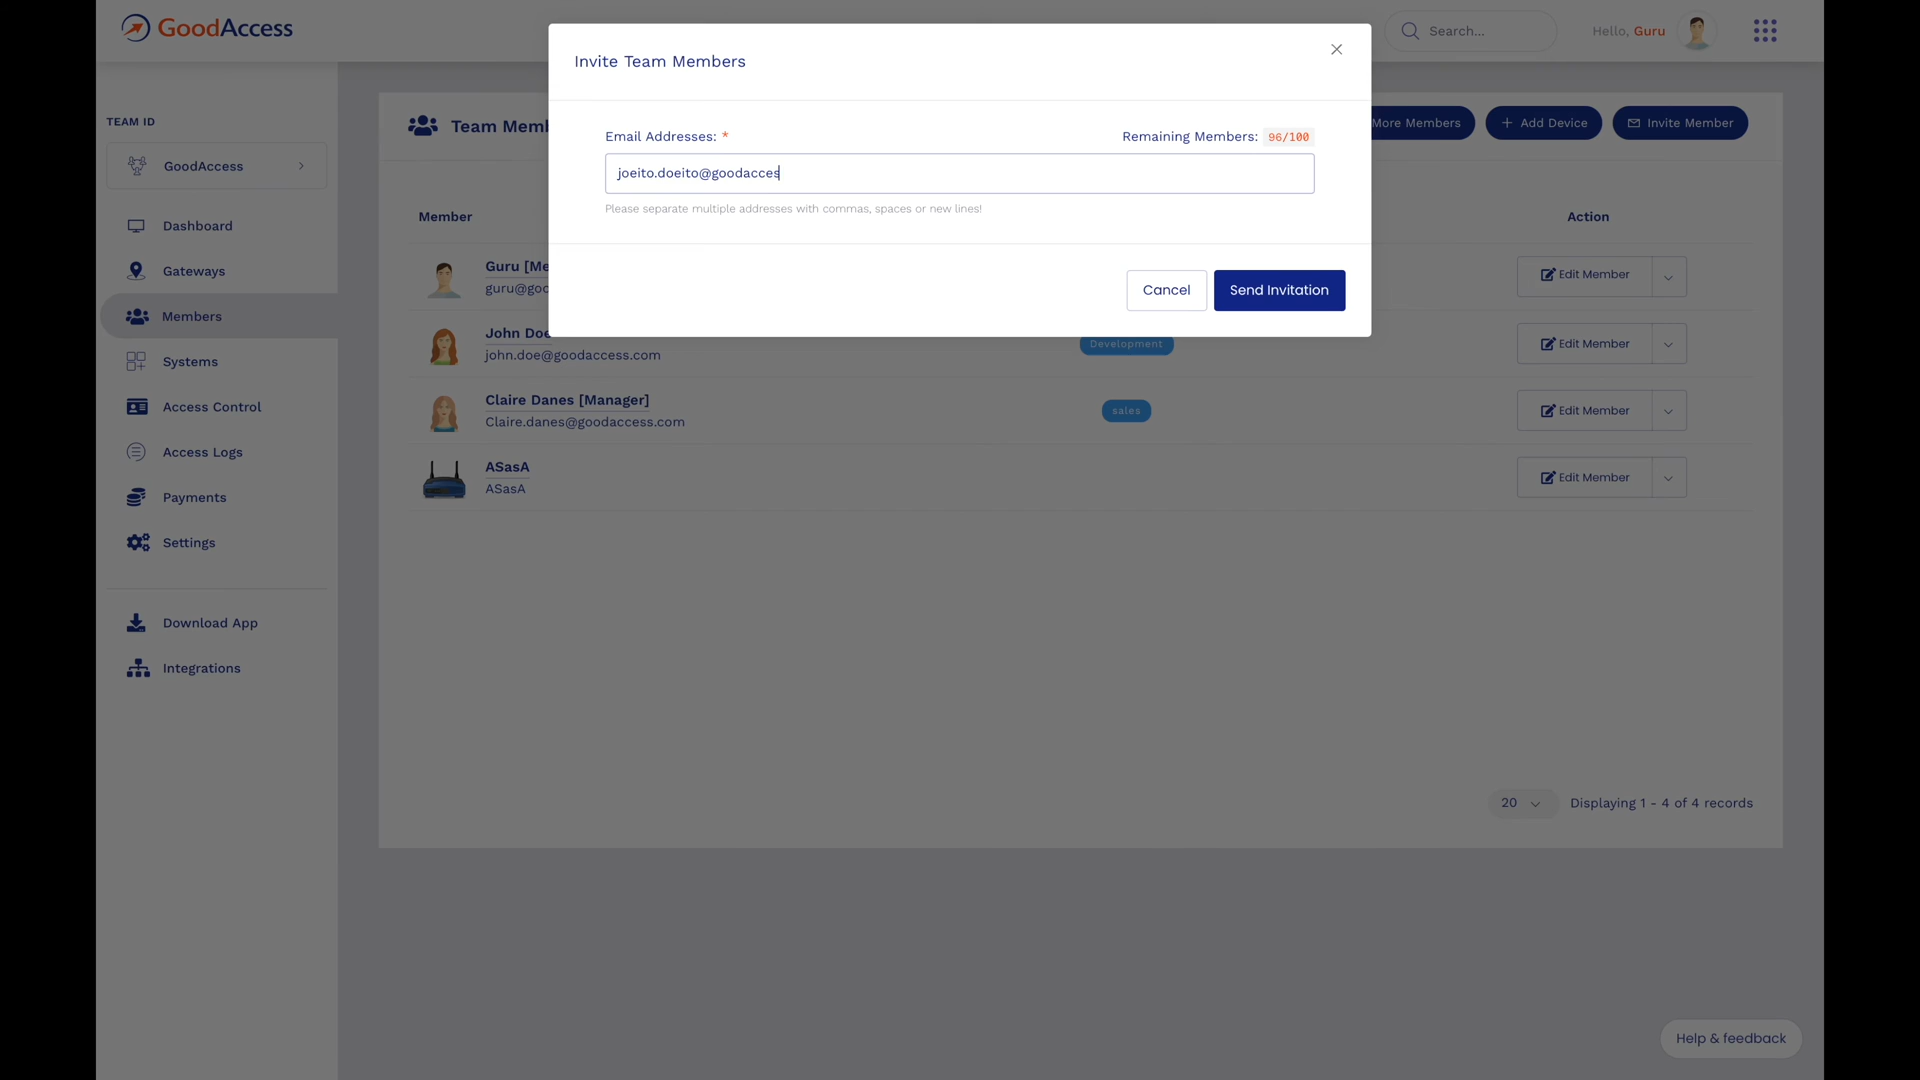 GoodAccess
Search...
Hello, Guru
Invite Team Members
TEAM ID
GoodAccess
Dashboard
Gateways
Members
Systems
Access Control
Access Logs
Payments
Settings
Download App
Integrations
Team Memb
More Members
+ Add Device
Invite Member
Email Addresses: *
Remaining Members: 96/100
joeito.doeito@goodacces
Please separate multiple addresses with commas, spaces or new lines!
Cancel
Send Invitation
Member
Action
Guru [Me
guru@goo
Edit Member
John Doe
john.doe@goodaccess.com
Development
Edit Member
Claire Danes [Manager]
Claire.danes@goodaccess.com
sales
Edit Member
ASasA
ASasA
Edit Member
20
Displaying 1 - 4 of 4 records
Help & feedback